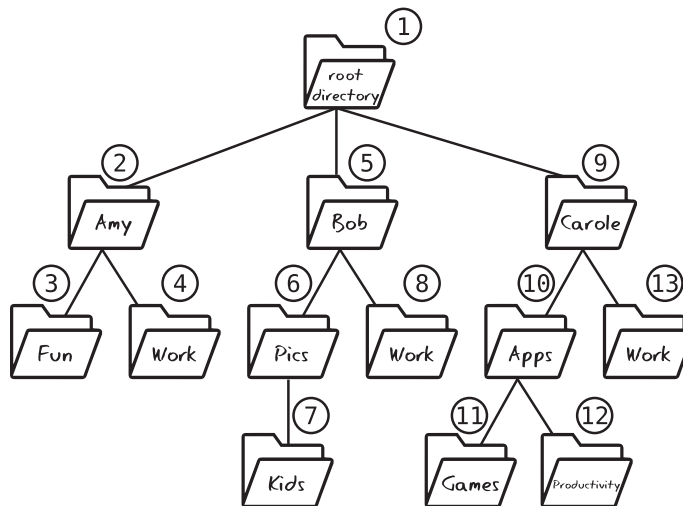 1
root
directory
2
5
9
Amy
Bob
Carole
3
4
6
8
10
13
Fun
Work
Pics
Work
Apps
Work
7
11
12
Kids
Games
Productivity